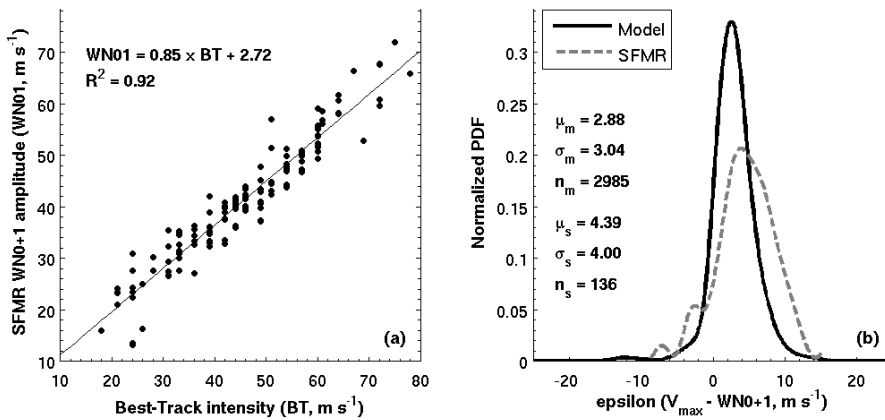 WN01 = 0.85 x BT + 2.72
R² = 0.92
80
70
60
50
40
30
20
10
SFMR WN0+1 amplitude (WN01, m s⁻¹)
(a)
10 20 30 40 50 60 70 80
Best-Track intensity (BT, m s⁻¹)
Model
SFMR
0.3
0.25
0.2
0.15
0.1
0.05
0
Normalized PDF
μm = 2.88
σm = 3.04
nm = 2985
μs = 4.39
σs = 4.00
ns = 136
(b)
-20 -10 0 10 20
epsilon (Vmax - WN0+1, m s⁻¹)